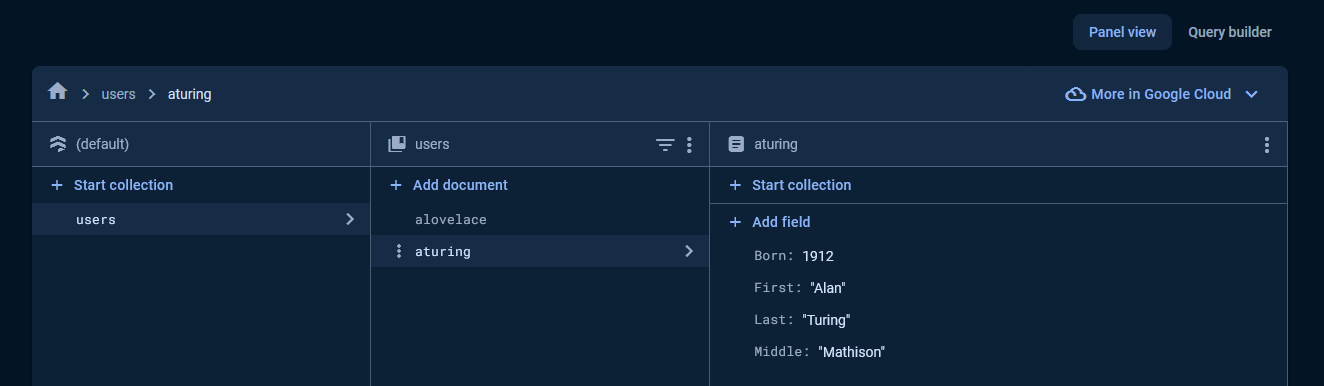 Panel view Query builder
users aturing More in Google Cloud
(default) users aturing
+ Start collection + Add document + Start collection
users alovelace + Add field
aturing
Born: 1912
First: "Alan"
Last: "Turing"
Middle: "Mathison"